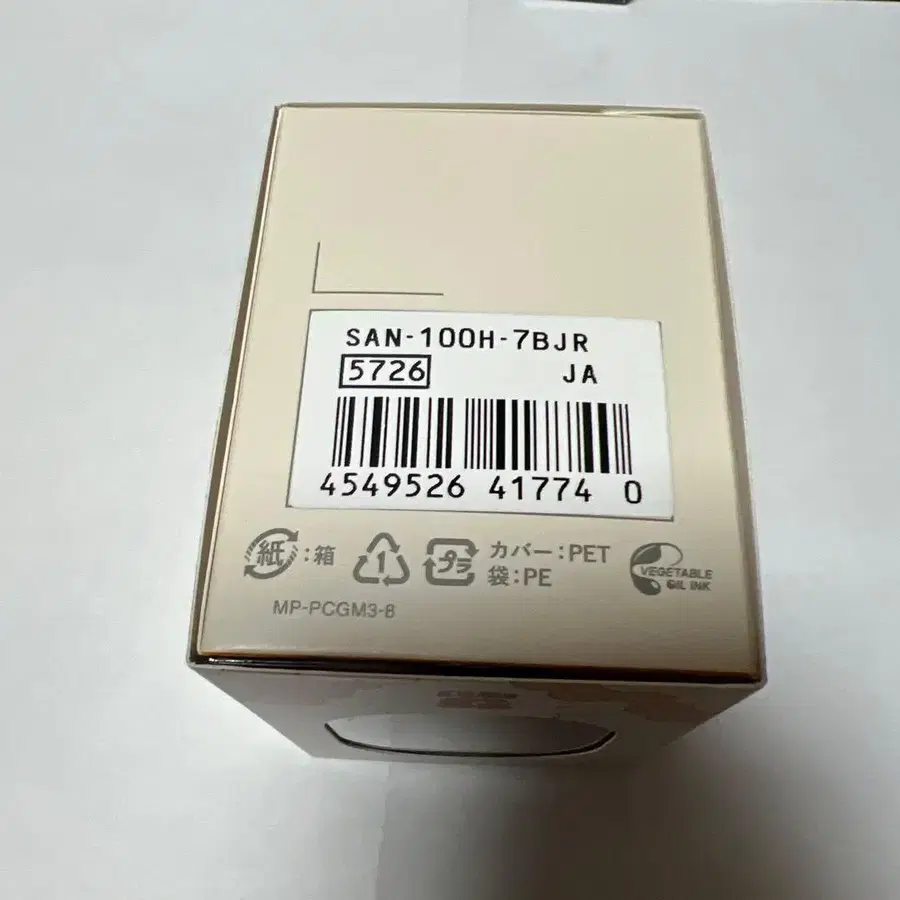 SAN-100H-7BJR
5726 JA
4549526 41774 0
紙:箱
1
プラ
カバー:PET
袋:PE
VEGETABLE
OIL INK
MP-PCGM3-8